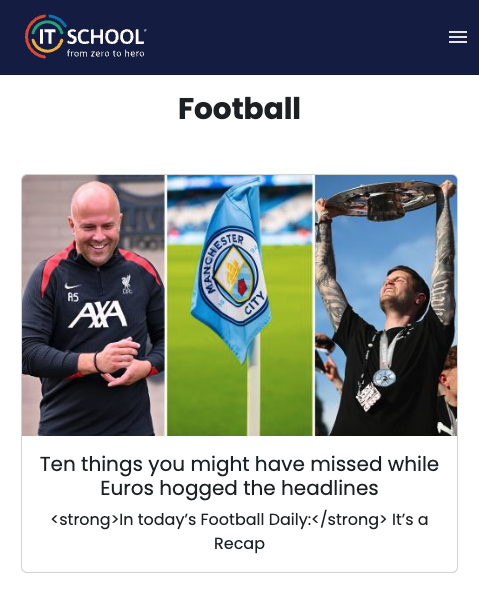 IT SCHOOL
from zero to hero
Football
LFC
AS
AXA
MANCHESTER
CITY
Ten things you might have missed while
Euros hogged the headlines
<strong>In today’s Football Daily:</strong> It’s a
Recap